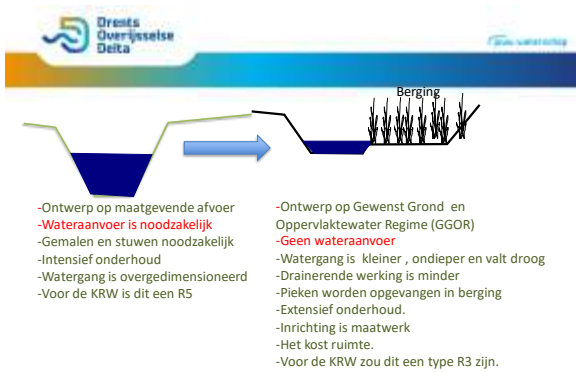 Drents
Overijsselse
Delta
Berging
-Ontwerp op maatgevende afvoer
-Wateraanvoer is noodzakelijk
-Gemalen en stuwen noodzakelijk
-Intensief onderhoud
-Watergang is overgedimensioneerd
-Voor de KRW is dit een R5
-Ontwerp op Gewenst Grond en
Oppervlaktewater Regime (GGOR)
-Geen wateraanvoer
-Watergang is kleiner , ondieper en valt droog
-Drainerende werking is minder
-Pieken worden opgevangen in berging
-Extensief onderhoud.
-Inrichting is maatwerk
-Het kost ruimte.
-Voor de KRW zou dit een type R3 zijn.